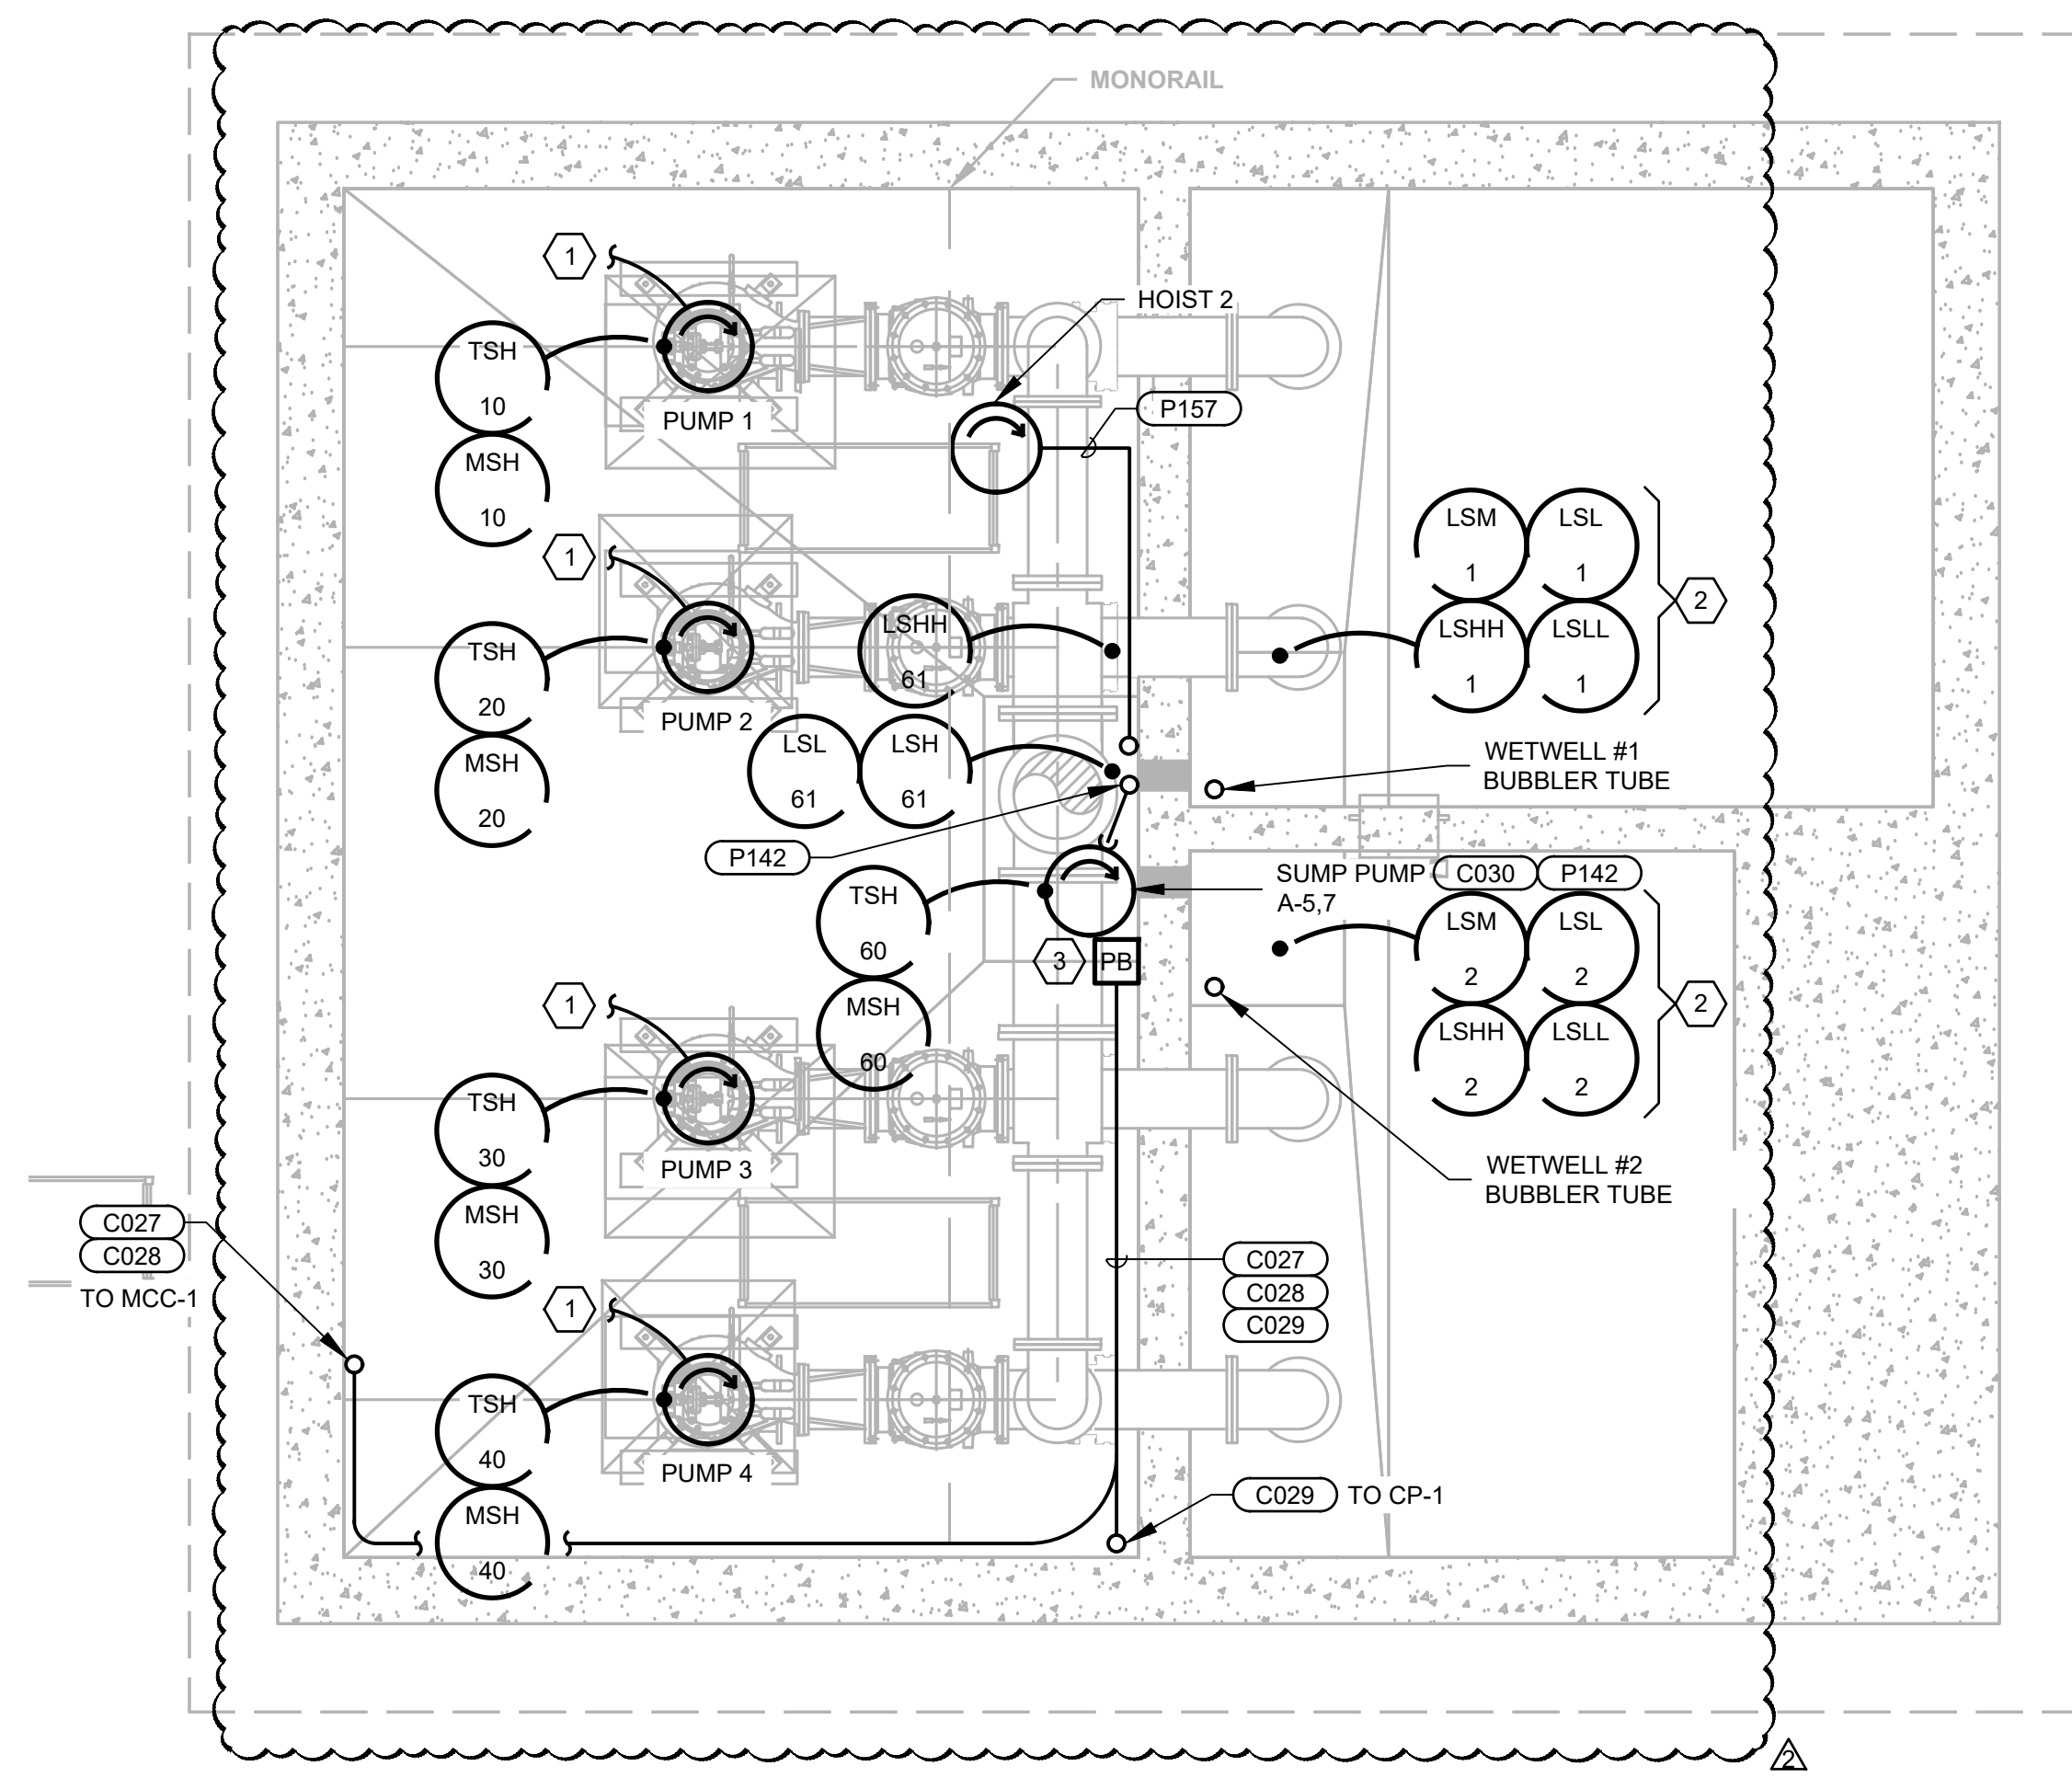 MONORAIL
1
HOIST 2
TSH
10
PUMP 1
P157
MSH
10
LSM
1
LSL
1
1
2
LSHH
61
LSHH
1
LSLL
1
TSH
20
PUMP 2
LSL
61
LSH
61
WETWELL #1
BUBBLER TUBE
MSH
20
P142
SUMP PUMP
A-5,7
C030
P142
TSH
60
LSM
2
LSL
2
3
PB
1
2
MSH
60
LSHH
2
LSLL
2
TSH
30
PUMP 3
WETWELL #2
BUBBLER TUBE
C027
C028
TO MCC-1
MSH
30
C027
C028
C029
1
TSH
40
PUMP 4
C029
TO CP-1
MSH
40
2